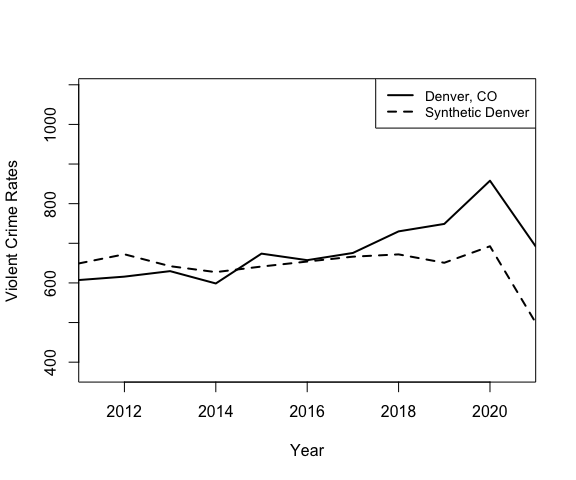 Denver, CO
Synthetic Denver
Violent Crime Rates
1000
800
600
400
2012 2014 2016 2018 2020
Year